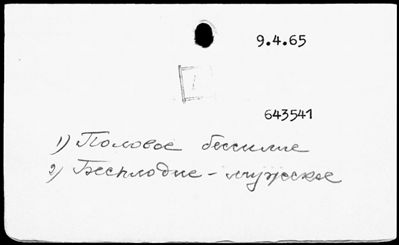 9.4.65
643541
1) Половое бессилие
2) Бесплодие - мужское